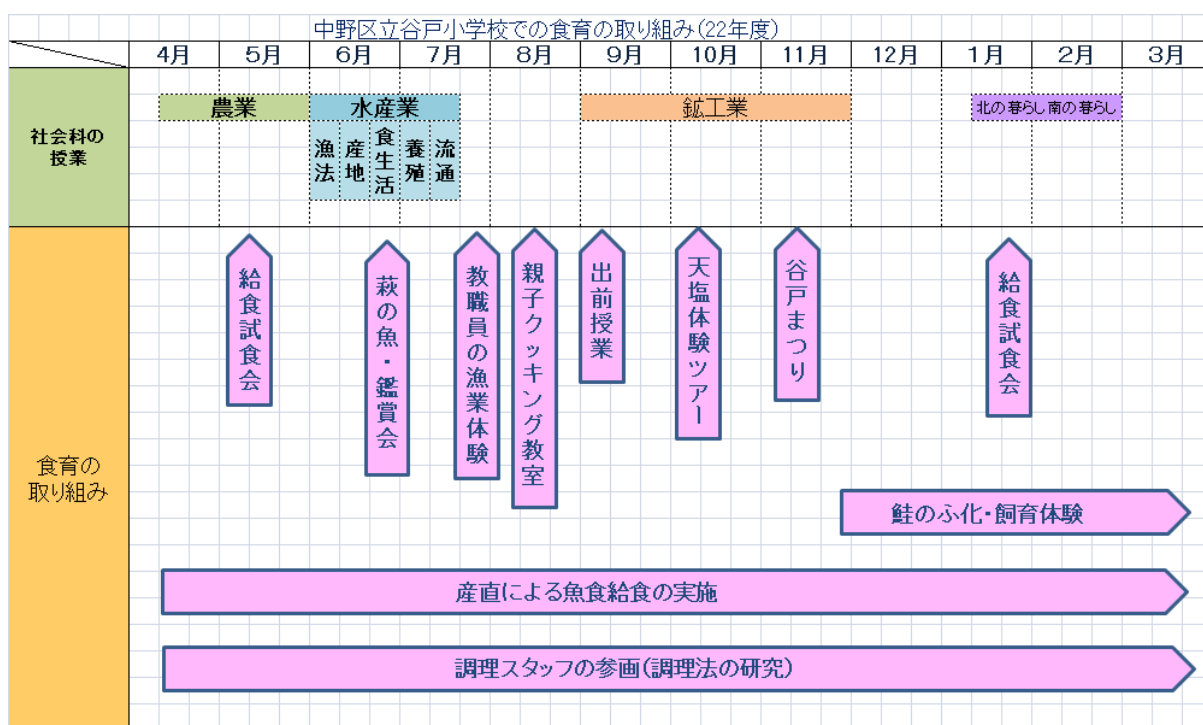 中野区立谷戸小学校での食育の取り組み(22年度)
4月 5月 6月 7月 8月 9月 10月 11月 12月 1月 2月 3月
社会科の
授業
農業 水産業 鉱工業 北の暮らし南の暮らし
漁法 産地 食生活 養殖 流通
食育の
取り組み
給食試食会
萩の魚・鑑賞会
教職員の漁業体験
親子クッキング教室
出前授業
天塩体験ツアー
谷戸まつり
給食試食会
鮭のふ化・飼育体験
産直による魚食給食の実施
調理スタッフの参画(調理法の研究)